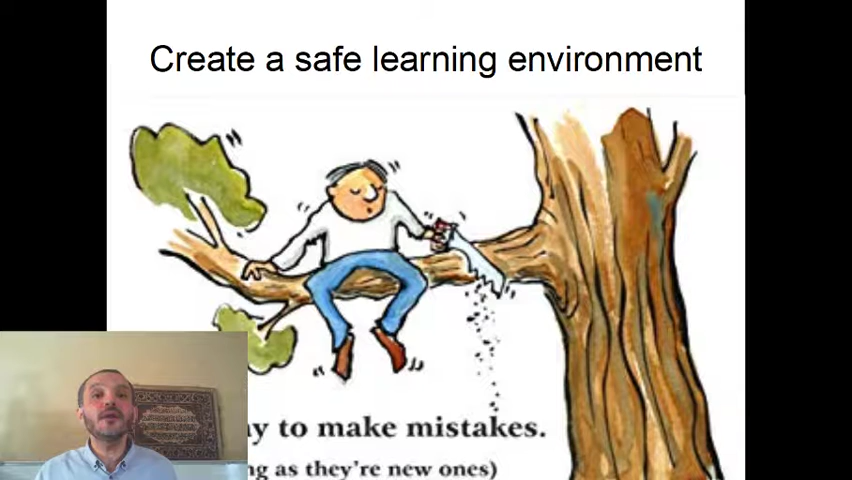 Create a safe learning environment
to make mistakes.
as they're new ones)